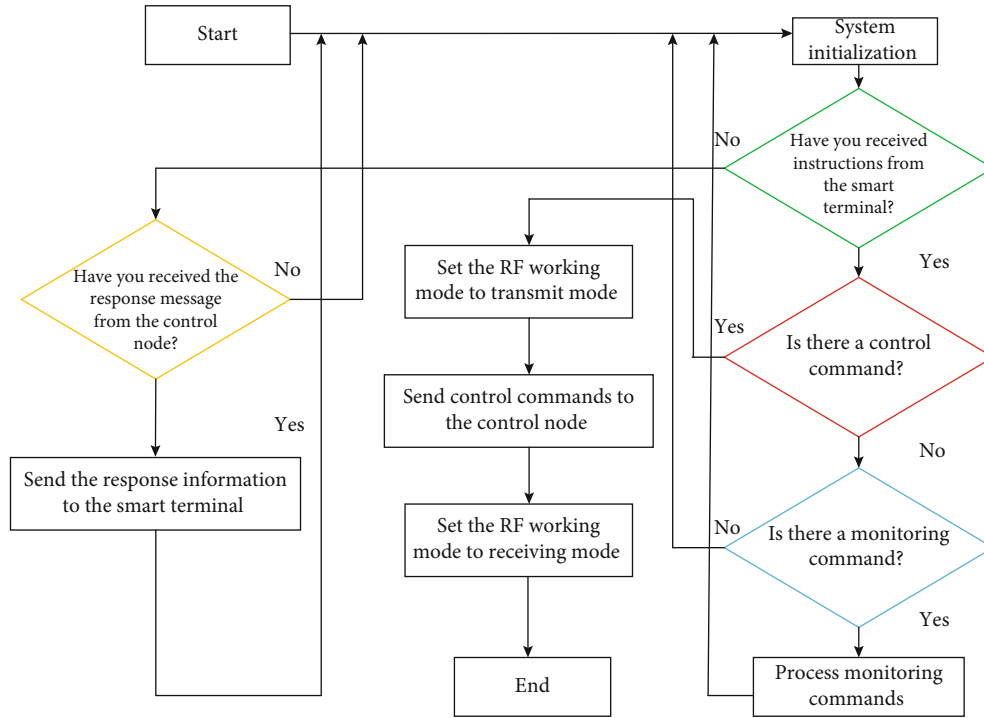 Start
System
initialization
No
Have you received
instructions from
the smart
terminal?
Yes
Have you received the
response message
from the control
node?
No
Set the RF working
mode to transmit mode
Yes
Is there a control
command?
Yes
Send control commands to
the control node
No
Send the response information
to the smart terminal
Set the RF working
mode to receiving mode
No
Is there a monitoring
command?
Yes
End
Process monitoring
commands